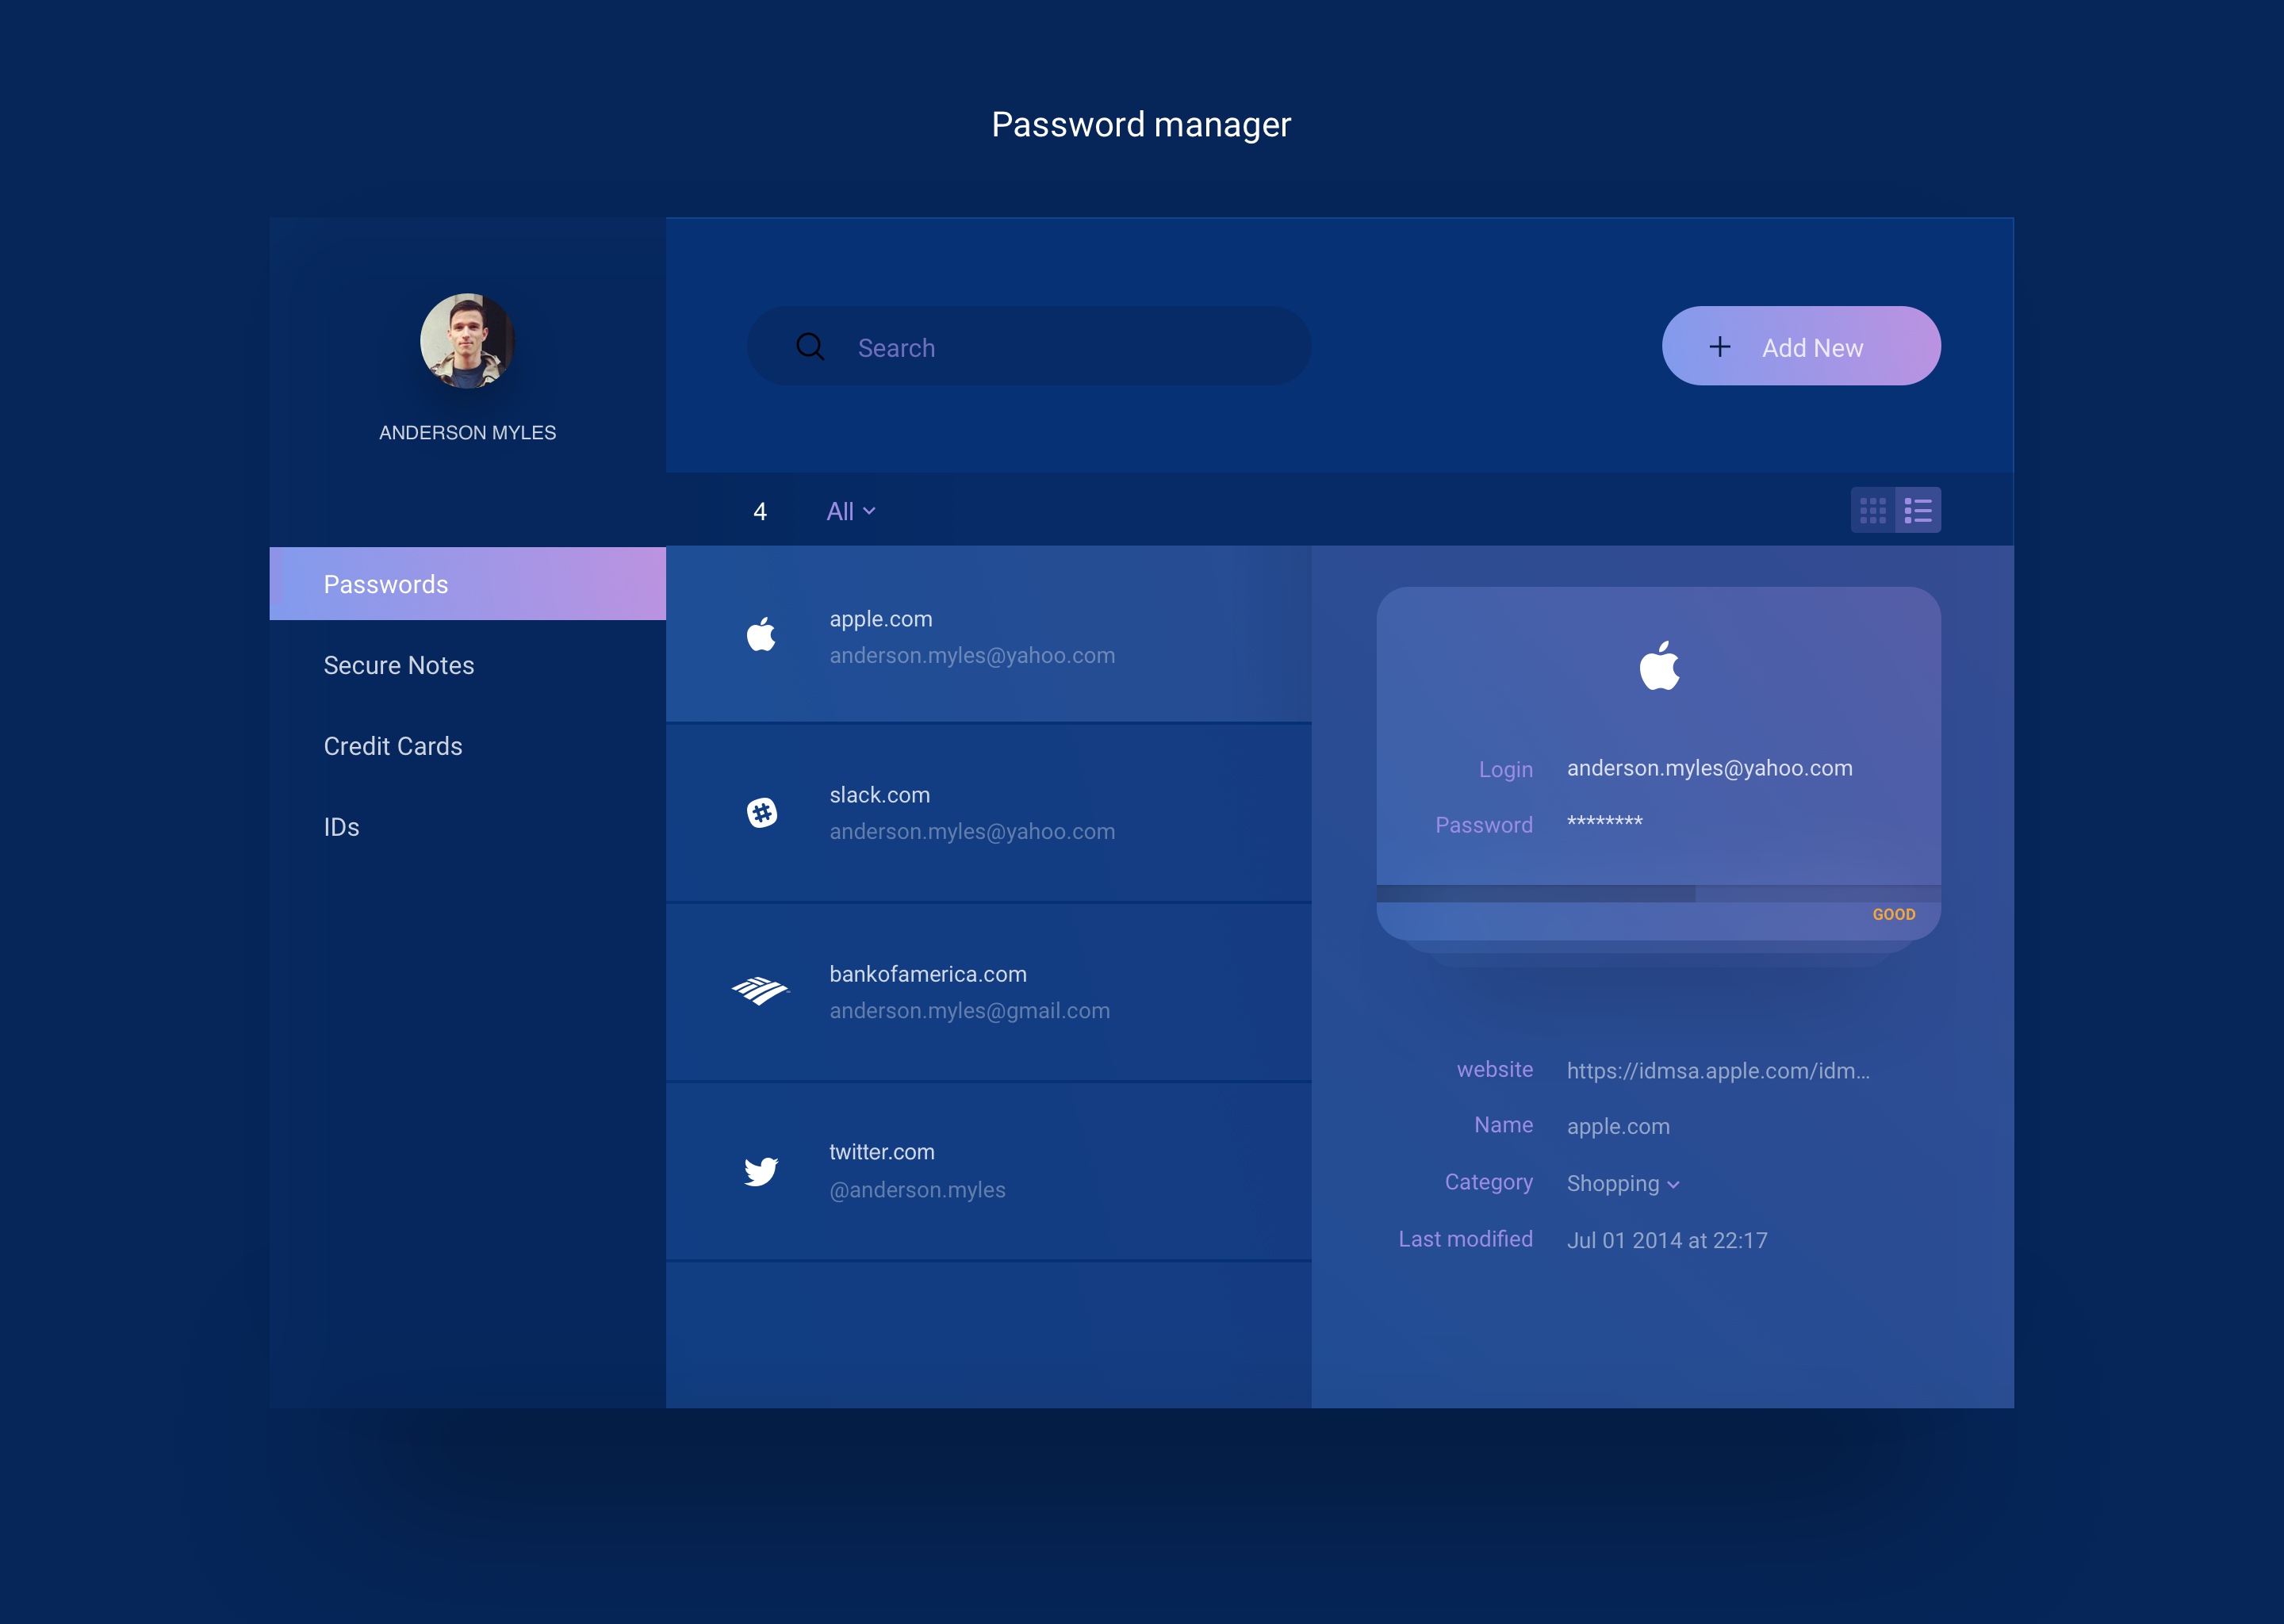 Password manager
ANDERSON MYLES
Search
Add New
4 All
Passwords
Secure Notes
Credit Cards
IDs
apple.com
anderson.myles@yahoo.com
slack.com
anderson.myles@yahoo.com
bankofamerica.com
anderson.myles@gmail.com
twitter.com
@anderson.myles
Login anderson.myles@yahoo.com
Password ********
GOOD
website https://idmsa.apple.com/idm...
Name apple.com
Category Shopping
Last modified Jul 01 2014 at 22:17